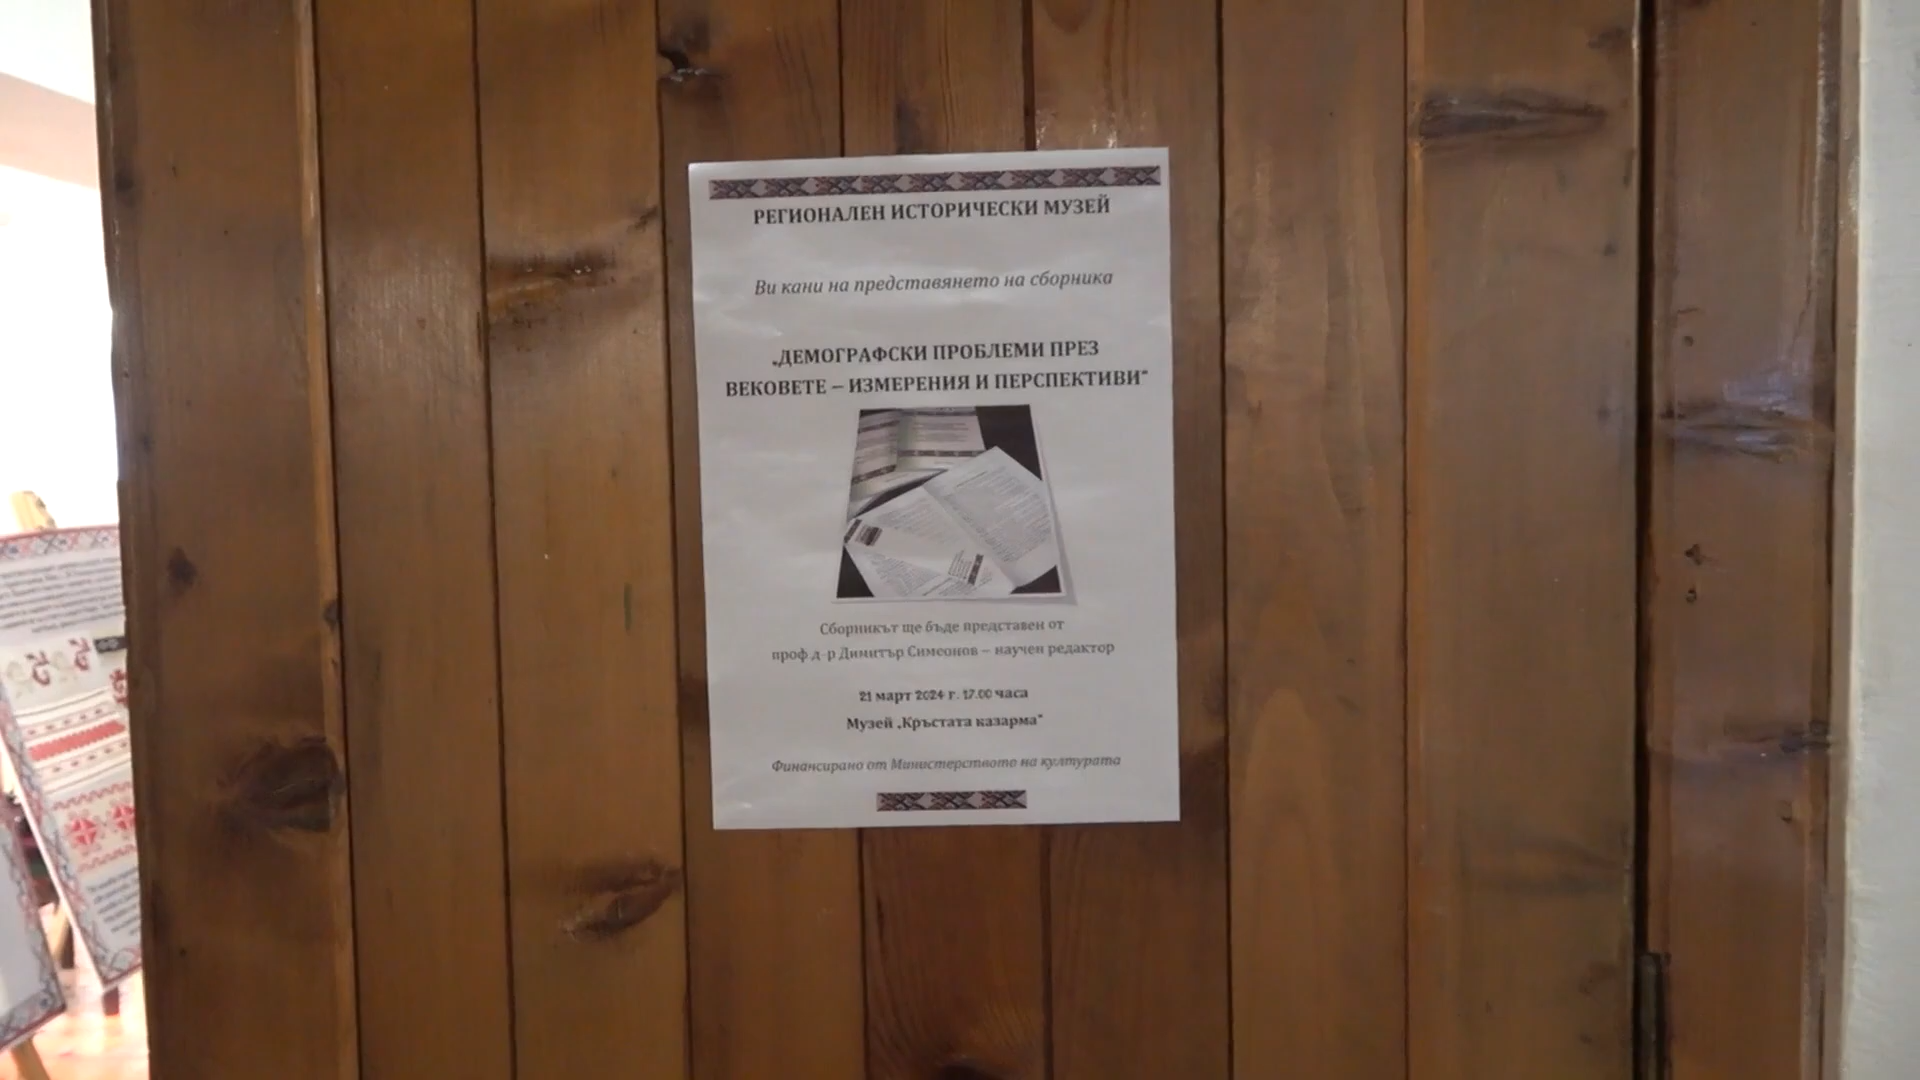 РЕГИОНАЛЕН ИСТОРИЧЕСКИ МУЗЕЙ
Ви кани на представянето на сборника
„ДЕМОГРАФСКИ ПРОБЛЕМИ ПРЕЗ
ВЕКОВЕТЕ – ИЗМЕРЕНИЯ И ПЕРСПЕКТИВИ“
Сборникът ще бъде представен от
проф.д-р Димитър Симеонов – научен редактор
21 март 2024 г. 17.00 часа
Музей „Кръстата казарма“
Финансирано от Министерството на културата